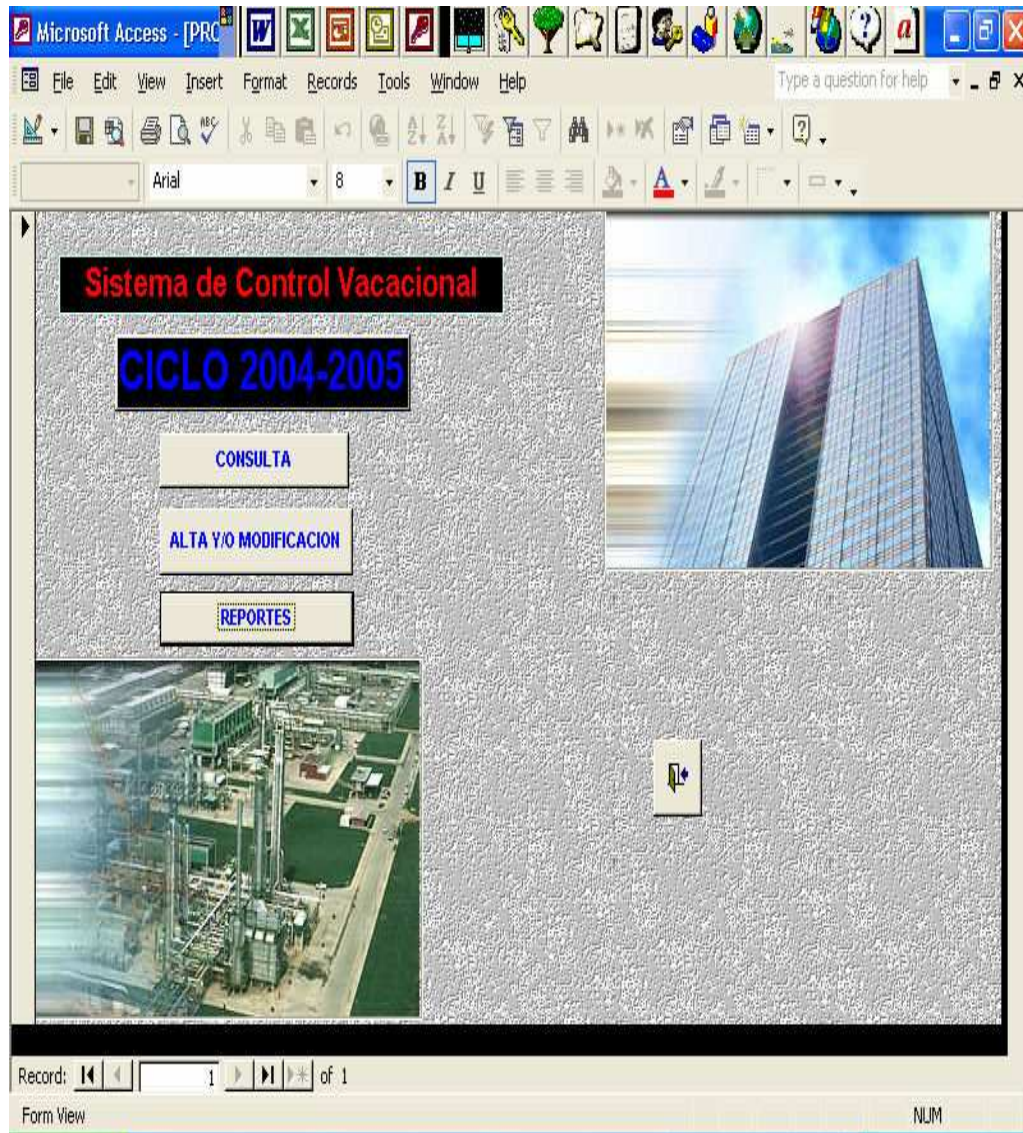 Microsoft Access - [PRC
File Edit View Insert Format Records Tools Window Help
Type a question for help
Arial 8 B I U
Sistema de Control Vacacional
CICLO 2004-2005
CONSULTA
ALTA Y/O MODIFICACION
REPORTES
Record: 1 of 1
Form View NUM